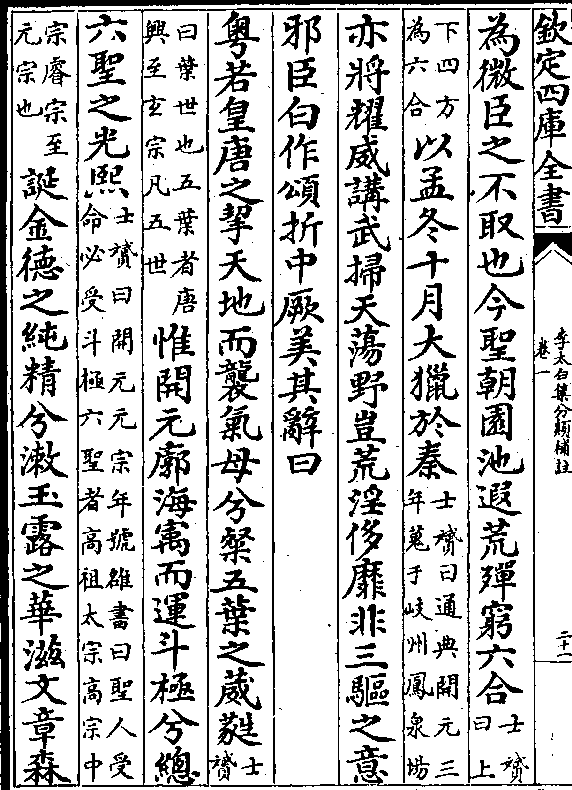 欽定四庫全書
李太白集分類補註
卷一
二十一
為微臣之不取也今聖朝園池遐荒殫窮六合士贇曰上
下四方為六合以孟冬十月大獵於秦士贇曰通典開元三年蒐于岐州鳳泉場
亦將耀威講武掃天蕩野豈荒淫侈靡非三驅之意
邪臣白作頌折中厥美其辭曰
粵若皇唐之挈天地而襲氣母兮粲五葉之葳蕤士贇
曰葉世也五葉者唐興至玄宗凡五世惟開元廓海寓而運斗極兮總
六聖之光熙士贇曰開元元宗年號雒書曰聖人受命必受斗極六聖者高祖太宗高宗中
宗睿宗至元宗也誕金德之純精兮漱玉露之華滋文章森